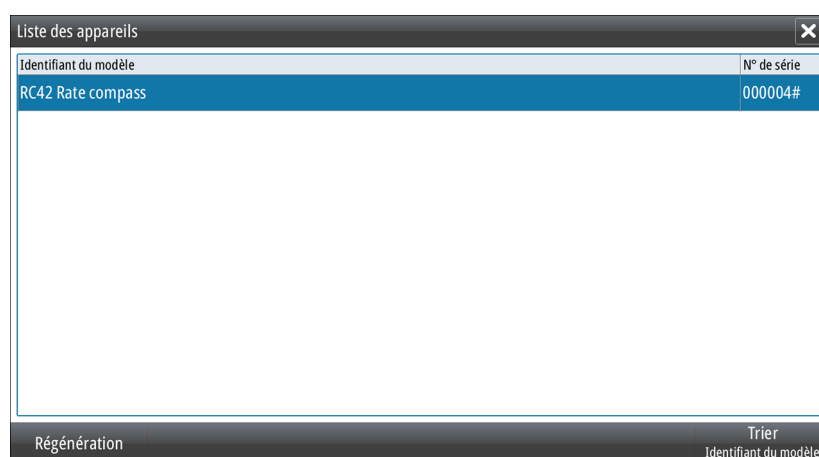 Liste des appareils
Identifiant du modèle N° de série
RC42 Rate compass 000004#
Régénération Trier
Identifiant du modèle